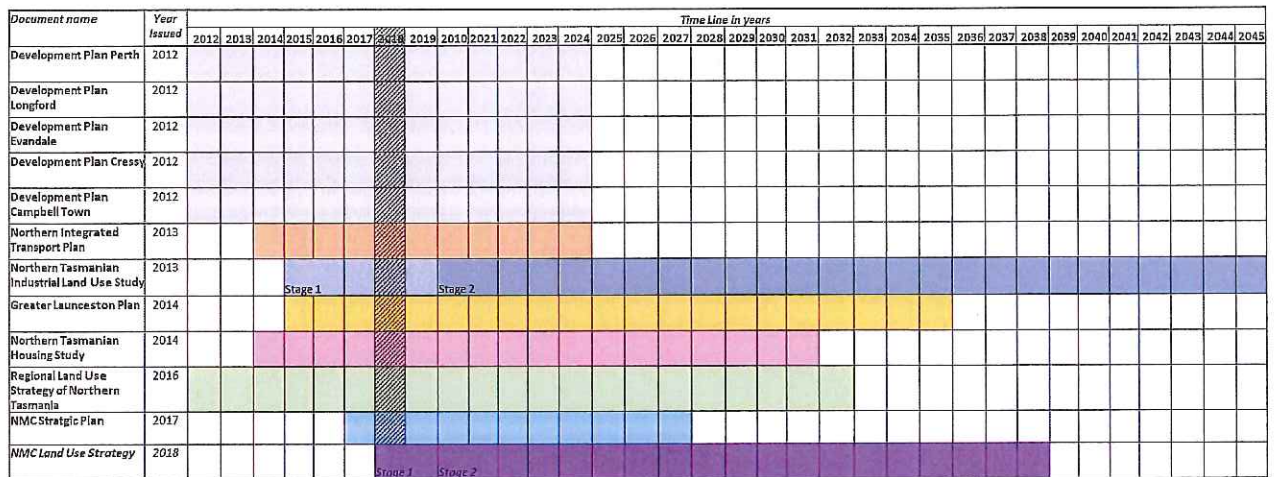 Document name Year Time Line in years
Issued 2012 2013 2014 2015 2016 2017 2018 2019 2010 2021 2022 2023 2024 2025 2026 2027 2028 2029 2030 2031 2032 2033 2034 2035 2036 2037 2038 2039 2040 2041 2042 2043 2044 2045
Development Plan Perth 2012
Development Plan 2012
Longford
Development Plan 2012
Evandale
Development Plan Cressy 2012
Development Plan 2012
Campbell Town
Northern Integrated 2013
Transport Plan
Northern Tasmanian 2013
Industrial Land Use Study Stage 1 Stage 2
Greater Launceston Plan 2014
Northern Tasmanian 2014
Housing Study
Regional Land Use 2016
Strategy of Northern
Tasmania
NMC Stratgic Plan 2017
NMC Land Use Strategy 2018
Stage 1 Stage 2